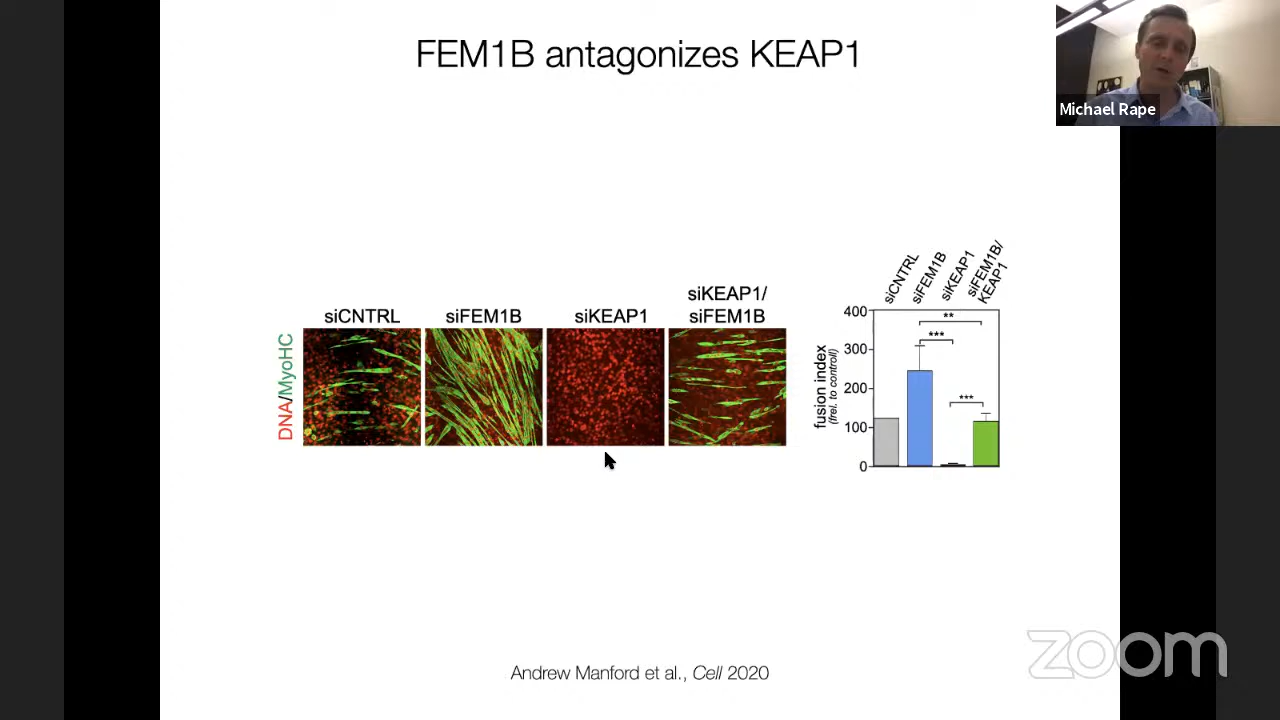 FEM1B antagonizes KEAP1
Michael Rape
siCNTRL
siFEM1B
siKEAP1
siKEAP1/
siFEM1B
DNA/MyoHC
siCNTRL
siFEM1B
siKEAP1
siFEM1B/
KEAP1
fusion index
(rel. to control)
400
300
200
100
0
**
***
***
Andrew Manford et al., Cell 2020
zoom